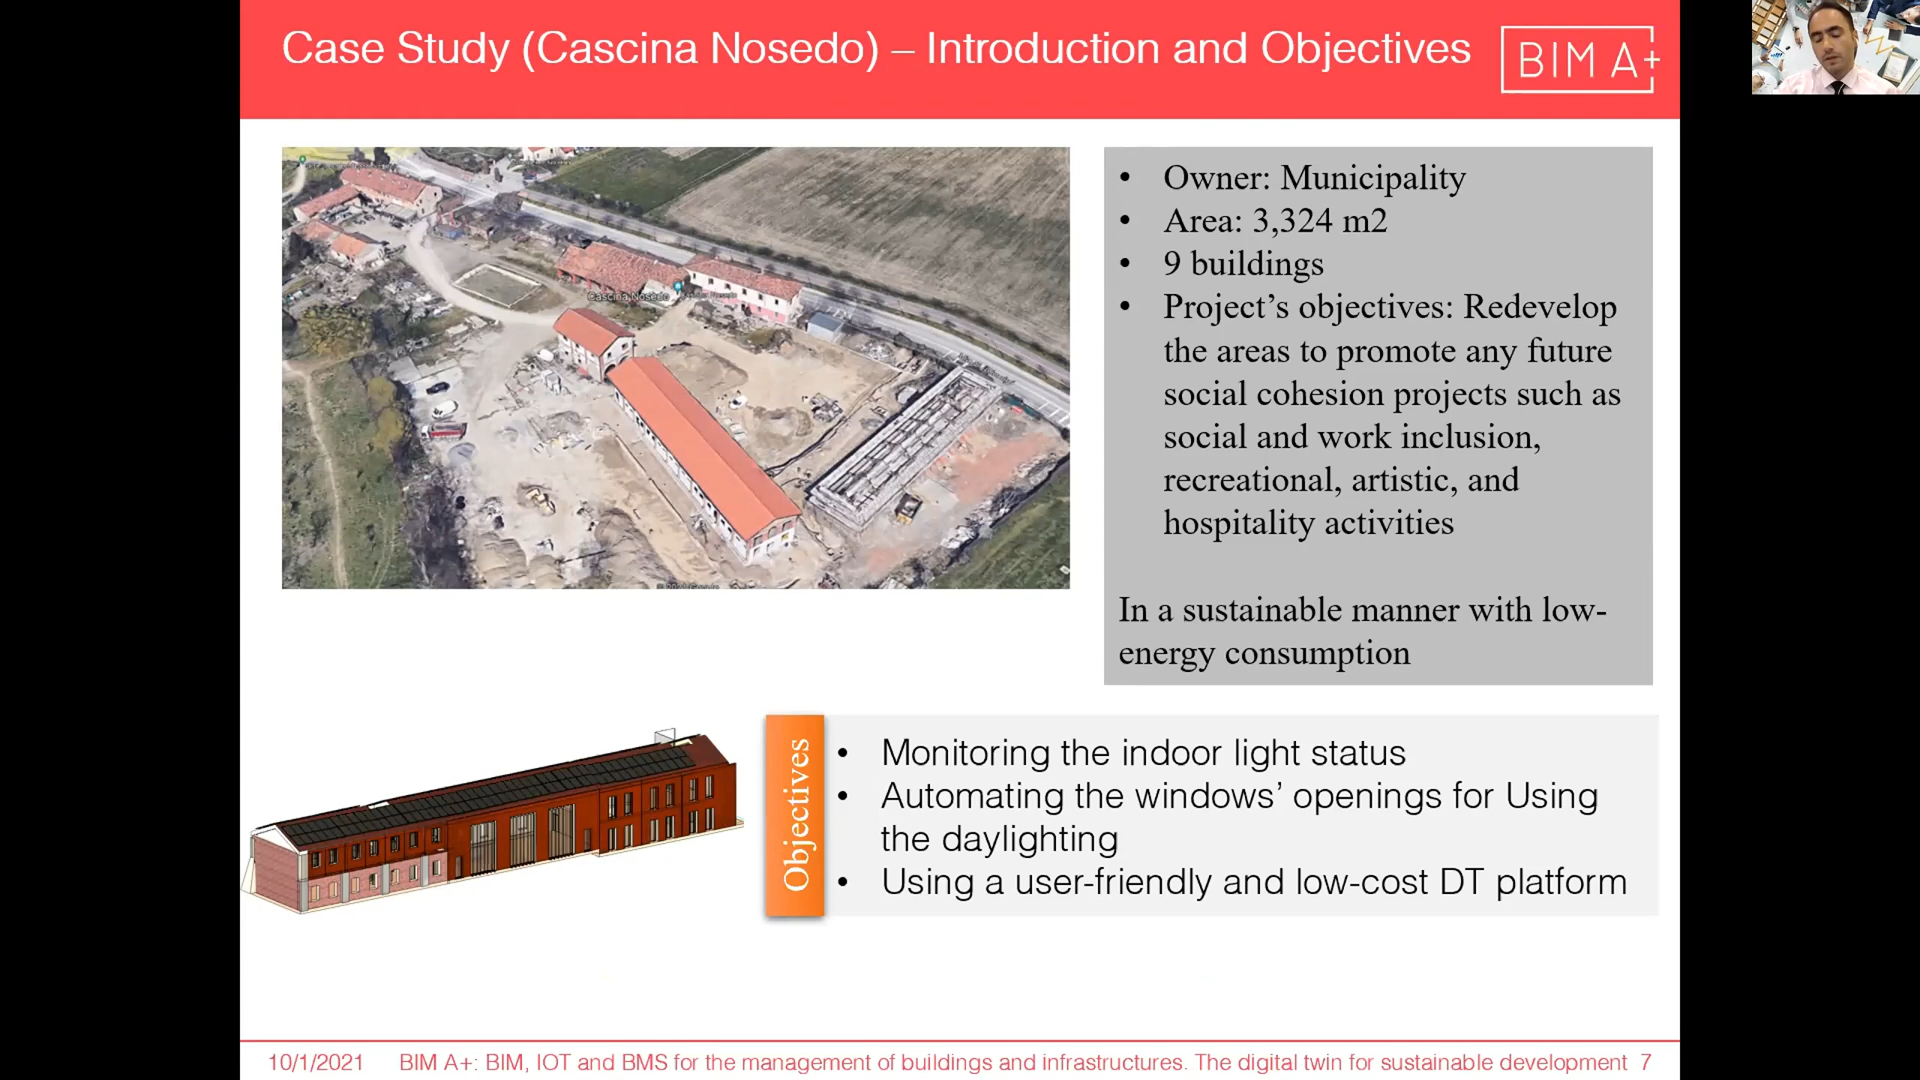 Case Study (Cascina Nosedo) – Introduction and Objectives
BIM A+
Cascina Nosedo
• Owner: Municipality
• Area: 3,324 m2
• 9 buildings
• Project’s objectives: Redevelop
the areas to promote any future
social cohesion projects such as
social and work inclusion,
recreational, artistic, and
hospitality activities
In a sustainable manner with low-
energy consumption
Objectives
• Monitoring the indoor light status
• Automating the windows’ openings for Using
the daylighting
• Using a user-friendly and low-cost DT platform
10/1/2021 BIM A+: BIM, IOT and BMS for the management of buildings and infrastructures. The digital twin for sustainable development 7